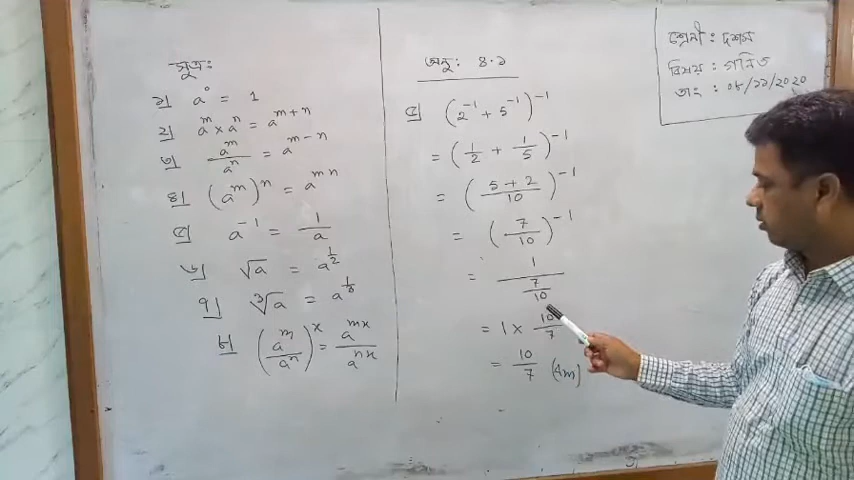 সূত্র:
১। a⁰ = 1
২। aᵐ × aⁿ = aᵐ⁺ⁿ
৩। aᵐ/aⁿ = aᵐ⁻ⁿ
৪। (aᵐ)ⁿ = aᵐⁿ
৫। a⁻¹ = 1/a
৬। √a = a^(1/2)
৭। ³√a = a^(1/3)
৮। (aᵐ/aⁿ)ˣ = aᵐˣ/aⁿˣ
অনু: ৪.১
৫। (2⁻¹ + 5⁻¹)⁻¹
= (1/2 + 1/5)⁻¹
= ((5+2)/10)⁻¹
= (7/10)⁻¹
= 1/(7/10)
= 1 × 10/7
= 10/7 (Am)
শ্রেনী: দশম
বিষয়: গনিত
তাং: ০৮/১১/২০২০